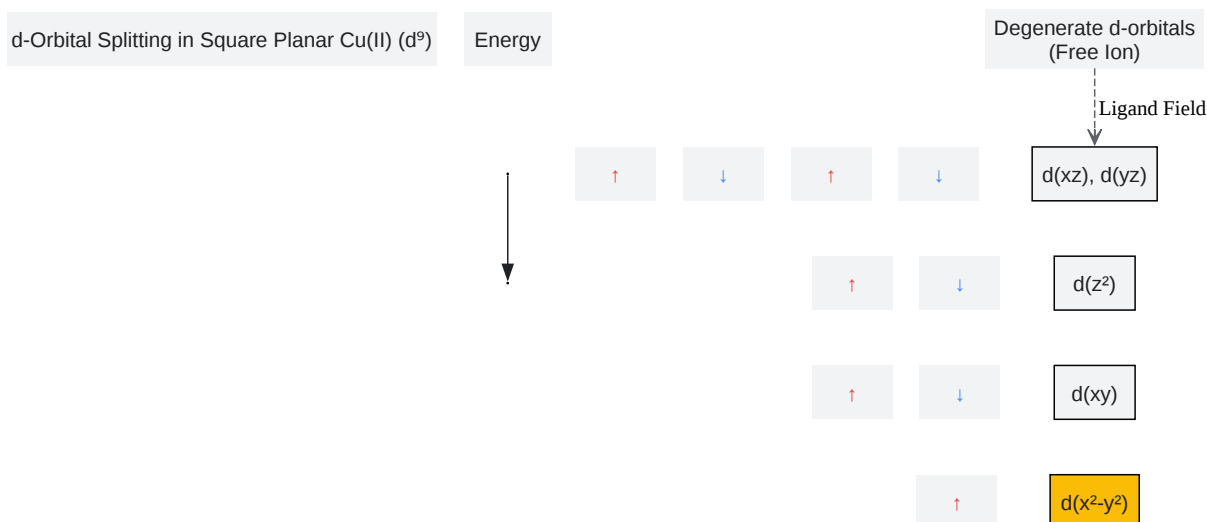 d-Orbital Splitting in Square Planar Cu(II) (d⁹)
Energy
Degenerate d-orbitals
(Free Ion)
Ligand Field
↑ ↓ ↑ ↓ d(xz), d(yz)
↑ ↓ d(z²)
↑ ↓ d(xy)
↑ d(x²-y²)